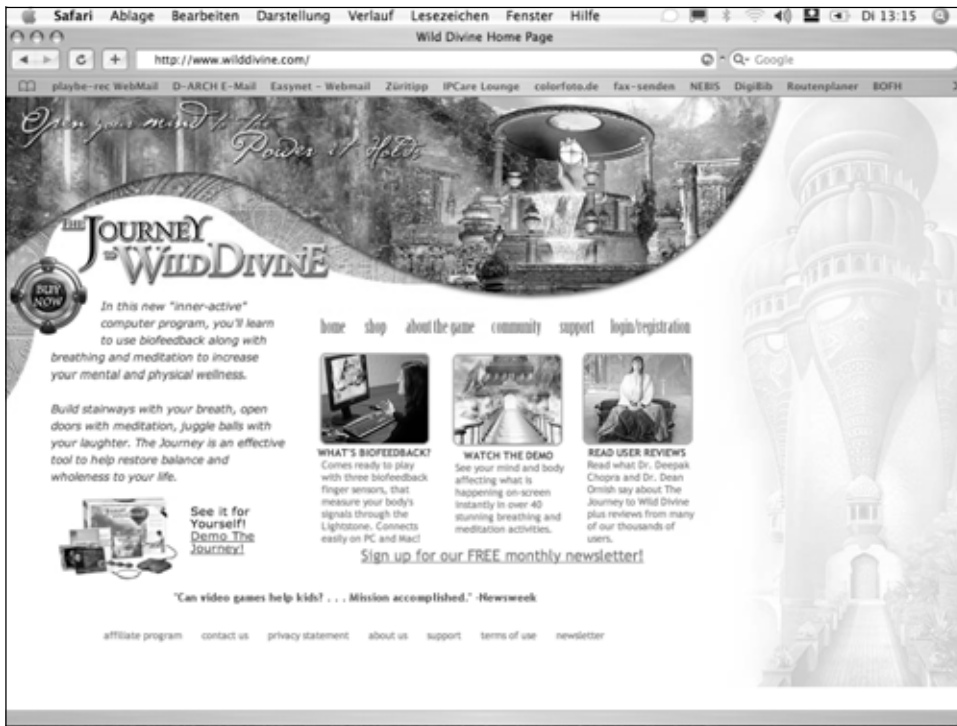 Safari Ablage Bearbeiten Darstellung Verlauf Lesezeichen Fenster Hilfe Di 13:15
Wild Divine Home Page
http://www.wilddivine.com/ Google
playbe-rec WebMail D-ARCH E-Mail Easynet - Webmail Züritipp IPCare Lounge colorfoto.de fax-senden NEBIS DigiBib Routenplaner BOFH
Open your mind to the
Power it Holds
THE JOURNEY
TO WILD DIVINE
BUY
NOW
In this new "inner-active"
computer program, you'll learn
to use biofeedback along with
breathing and meditation to increase
your mental and physical wellness.
Build stairways with your breath, open
doors with meditation, juggle balls with
your laughter. The Journey is an effective
tool to help restore balance and
wholeness to your life.
See it for
Yourself!
Demo The
Journey!
home shop about the game community support login/registration
WHAT'S BIOFEEDBACK?
Comes ready to play
with three biofeedback
finger sensors, that
measure your body's
signals through the
Lightstone. Connects
easily on PC and Mac!
WATCH THE DEMO
See your mind and body
affecting what is
happening on-screen
instantly in over 40
stunning breathing and
meditation activities.
READ USER REVIEWS
Read what Dr. Deepak
Chopra and Dr. Dean
Ornish say about The
Journey to Wild Divine
plus reviews from many
of our thousands of
users.
Sign up for our FREE monthly newsletter!
"Can video games help kids? . . . Mission accomplished." -Newsweek
affiliate program contact us privacy statement about us support terms of use newsletter